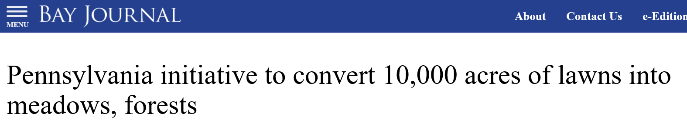 MENU BAY JOURNAL About Contact Us e-Edition
Pennsylvania initiative to convert 10,000 acres of lawns into
meadows, forests